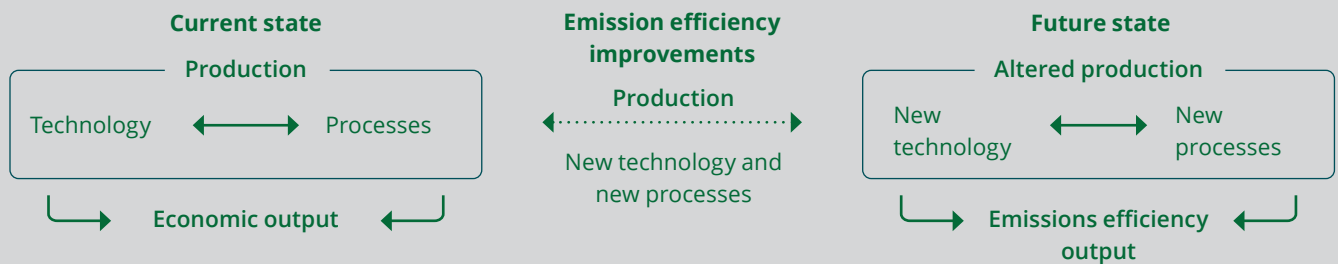 Current state
Production
Technology
Processes
Economic output
Emission efficiency
improvements
Production
New technology and
new processes
Future state
Altered production
New
technology
New
processes
Emissions efficiency
output